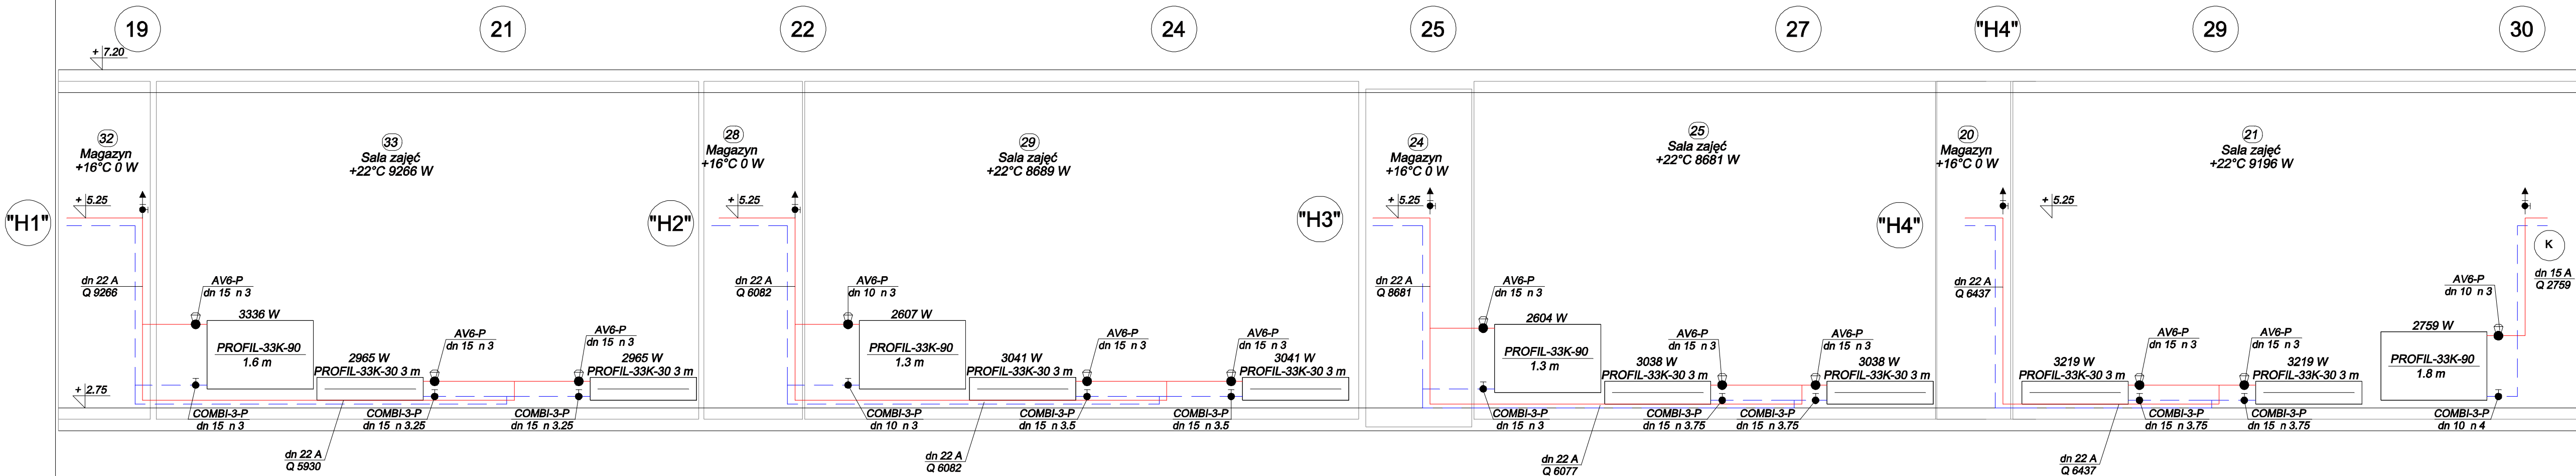 19
21
22
24
25
27
"H4"
29
30
+ 7.20
32
Magazyn
+16°C 0 W
33
Sala zajęć
+22°C 9266 W
28
Magazyn
+16°C 0 W
29
Sala zajęć
+22°C 8689 W
24
Magazyn
+16°C 0 W
25
Sala zajęć
+22°C 8681 W
20
Magazyn
+16°C 0 W
21
Sala zajęć
+22°C 9196 W
"H1"
+ 5.25
dn 22 A
Q 9266
AV6-P
dn 15 n 3
3336 W
PROFIL-33K-90
1.6 m
2965 W
PROFIL-33K-30 3 m
AV6-P
dn 15 n 3
AV6-P
dn 15 n 3
2965 W
PROFIL-33K-30 3 m
+ 2.75
COMBI-3-P
dn 15 n 3
COMBI-3-P
dn 15 n 3.25
COMBI-3-P
dn 15 n 3.25
dn 22 A
Q 5930
"H2"
+ 5.25
dn 22 A
Q 6082
AV6-P
dn 10 n 3
2607 W
PROFIL-33K-90
1.3 m
3041 W
PROFIL-33K-30 3 m
AV6-P
dn 15 n 3
AV6-P
dn 15 n 3
3041 W
PROFIL-33K-30 3 m
COMBI-3-P
dn 10 n 3
COMBI-3-P
dn 15 n 3.5
COMBI-3-P
dn 15 n 3.5
dn 22 A
Q 6082
"H3"
+ 5.25
dn 22 A
Q 8681
AV6-P
dn 15 n 3
2604 W
PROFIL-33K-90
1.3 m
3038 W
PROFIL-33K-30 3 m
AV6-P
dn 15 n 3
AV6-P
dn 15 n 3
3038 W
PROFIL-33K-30 3 m
COMBI-3-P
dn 15 n 3
COMBI-3-P
dn 15 n 3.75
COMBI-3-P
dn 15 n 3.75
dn 22 A
Q 6077
"H4"
+ 5.25
dn 22 A
Q 6437
3219 W
PROFIL-33K-30 3 m
AV6-P
dn 15 n 3
AV6-P
dn 15 n 3
3219 W
PROFIL-33K-30 3 m
COMBI-3-P
dn 15 n 3.75
COMBI-3-P
dn 15 n 3.75
dn 22 A
Q 6437
AV6-P
dn 10 n 3
2759 W
PROFIL-33K-90
1.8 m
COMBI-3-P
dn 10 n 4
K
dn 15 A
Q 2759